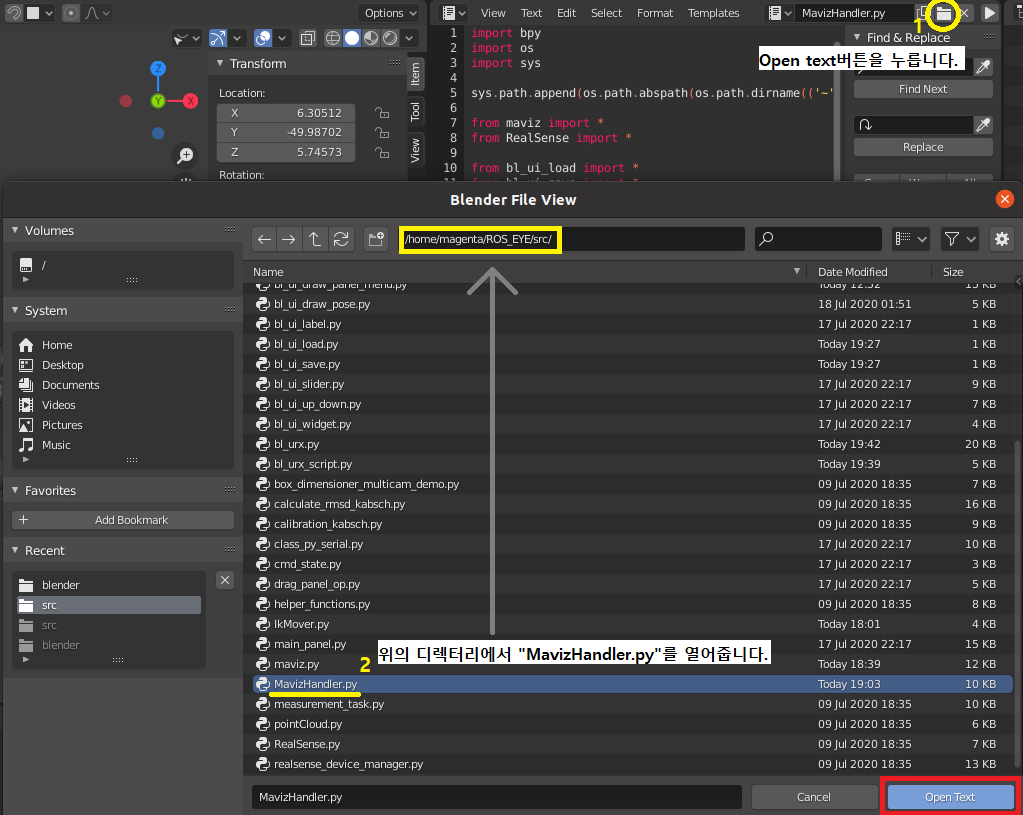 Options
View Text Edit Select Format Templates MavizHandler.py
1
Find & Replace
Open text버튼을 누릅니다.
Find Next
Replace
Transform
Location:
X 6.30512
Y -49.98702
Z 5.74573
Rotation:
Item
Tool
View
Z
Y
X
1 import bpy
2 import os
3 import sys
4
5 sys.path.append(os.path.abspath(os.path.dirname(('~'
6
7 from maviz import *
8 from RealSense import *
9
10 from bl_ui_load import *
11 from bl_ui_save import *
Blender File View
Volumes
/
System
Home
Desktop
Documents
Videos
Pictures
Music
Favorites
Add Bookmark
Recent
blender
src
src
blender
/home/magenta/ROS_EYE/src/
Name Date Modified Size
bl_ui_draw_panel_menu.py Today 12:52 15 KB
bl_ui_draw_pose.py 18 Jul 2020 01:51 5 KB
bl_ui_label.py 17 Jul 2020 22:17 1 KB
bl_ui_load.py Today 19:27 1 KB
bl_ui_save.py Today 19:27 1 KB
bl_ui_slider.py 17 Jul 2020 22:17 9 KB
bl_ui_up_down.py 17 Jul 2020 22:17 7 KB
bl_ui_widget.py 17 Jul 2020 22:17 4 KB
bl_urx.py Today 19:42 20 KB
bl_urx_script.py Today 19:39 5 KB
box_dimensioner_multicam_demo.py 09 Jul 2020 18:35 7 KB
calculate_rmsd_kabsch.py 09 Jul 2020 18:35 16 KB
calibration_kabsch.py 09 Jul 2020 18:35 9 KB
class_py_serial.py 17 Jul 2020 22:17 10 KB
cmd_state.py 17 Jul 2020 22:17 3 KB
drag_panel_op.py 17 Jul 2020 22:17 5 KB
helper_functions.py 09 Jul 2020 18:35 8 KB
IkMover.py Today 18:01 4 KB
main_panel.py 17 Jul 2020 22:17 15 KB
위의 디렉터리에서 "MavizHandler.py"를 열어줍니다.
2
maviz.py Today 18:39 12 KB
MavizHandler.py Today 19:03 10 KB
measurement_task.py 09 Jul 2020 18:35 10 KB
pointCloud.py 09 Jul 2020 18:35 6 KB
RealSense.py 09 Jul 2020 18:35 7 KB
realsense_device_manager.py 09 Jul 2020 18:35 13 KB
MavizHandler.py
Cancel
Open Text